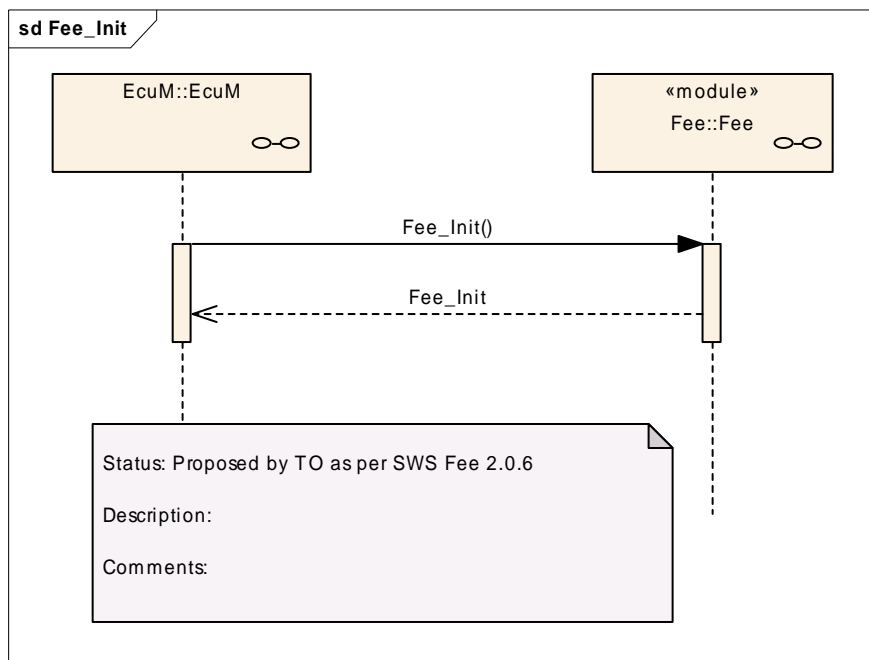 sd Fee_Init
EcuM::EcuM
«module»
Fee::Fee
Fee_Init()
Fee_Init
Status: Proposed by TO as per SWS Fee 2.0.6
Description:
Comments: